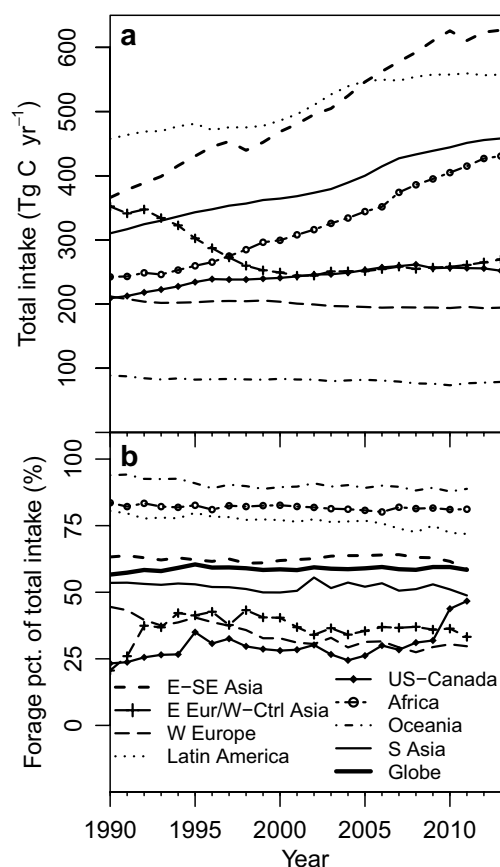 a
600
500
400
300
200
100
Total intake (Tg C yr−1)
b
100
75
50
25
0
Forage pct. of total intake (%)
E−SE Asia
E Eur/W−Ctrl Asia
W Europe
Latin America
US−Canada
Africa
Oceania
S Asia
Globe
1990 1995 2000 2005 2010
Year